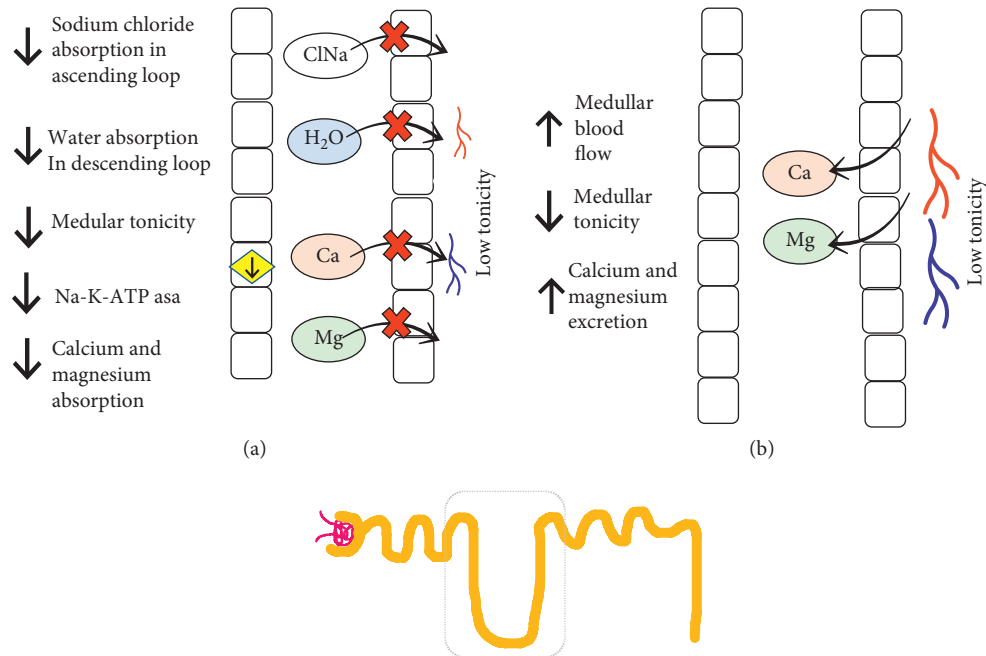 Sodium chloride
absorption in
ascending loop
Water absorption
In descending loop
Medular tonicity
Na-K-ATP asa
Calcium and
magnesium
absorption
ClNa
H₂O
Ca
Mg
Low tonicity
(a)
Medullar
blood
flow
Medullar
tonicity
Calcium and
magnesium
excretion
Ca
Mg
Low tonicity
(b)